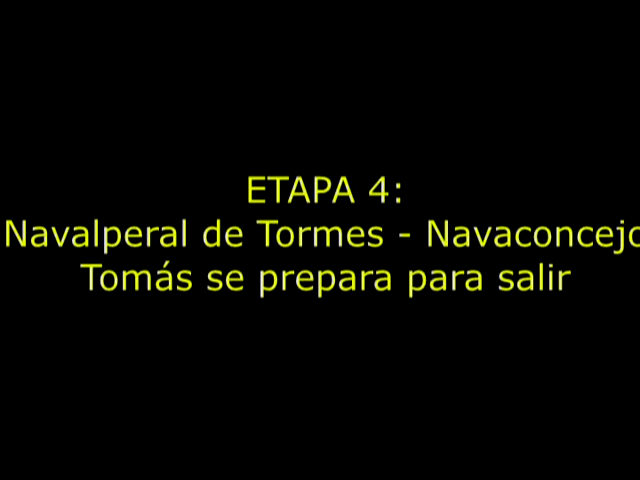 ETAPA 4:
Navalperal de Tormes - Navaconcejo
Tomás se prepara para salir